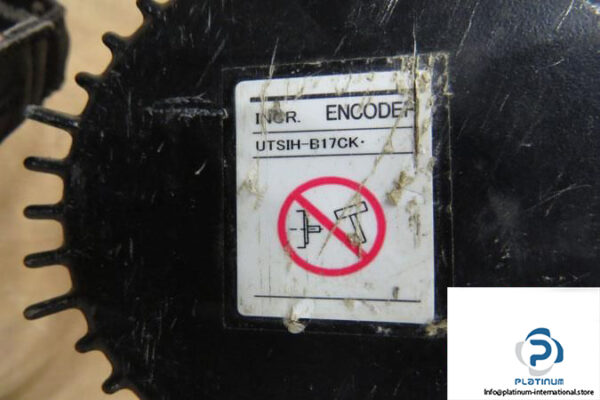 INCR. ENCODER
UTSIH-B17CK
PLATINUM
Info@platinum-international.store